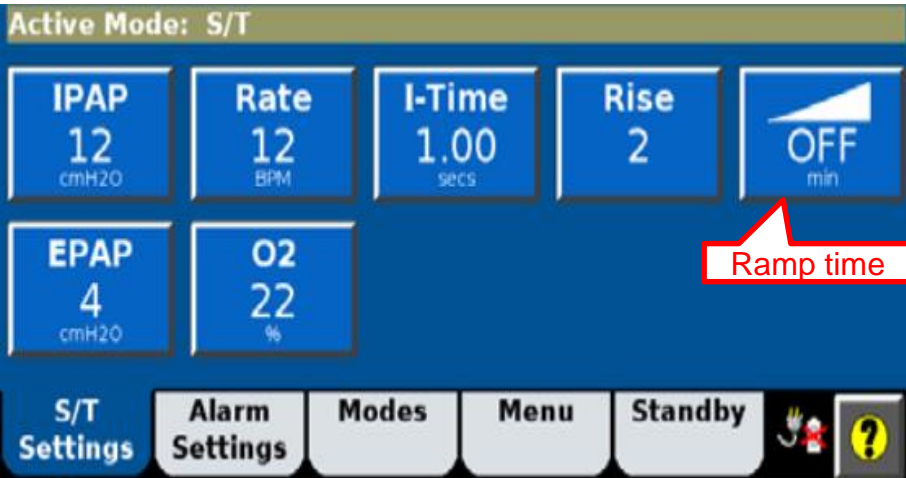 Active Mode: S/T
IPAP
12
cmH2O
Rate
12
BPM
I-Time
1.00
secs
Rise
2
OFF
min
EPAP
4
cmH2O
O2
22
%
Ramp time
S/T
Settings
Alarm
Settings
Modes
Menu
Standby
?